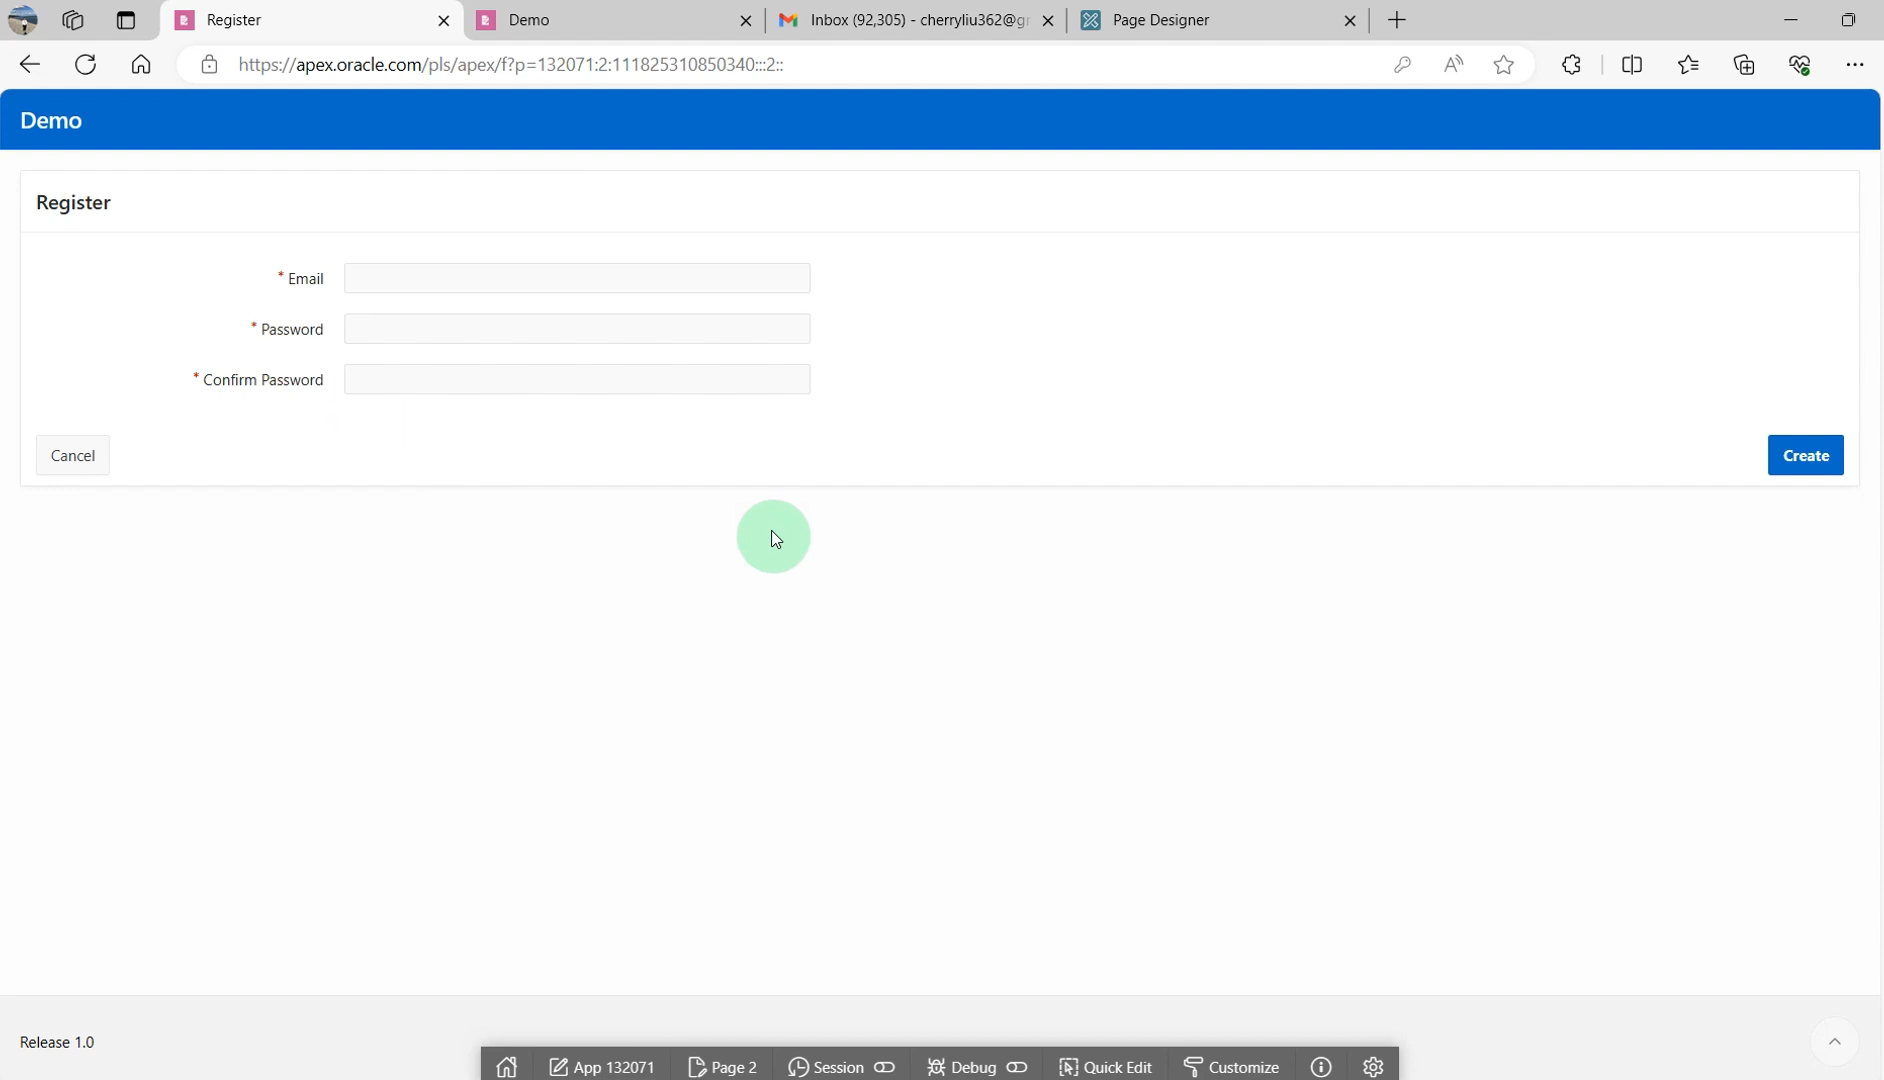 Register
Demo
Inbox (92,305) - cherryliu362@gr
Page Designer
https://apex.oracle.com/pls/apex/f?p=132071:2:111825310850340:::2::
Demo
Register
* Email
* Password
* Confirm Password
Cancel
Create
Release 1.0
App 132071
Page 2
Session
Debug
Quick Edit
Customize